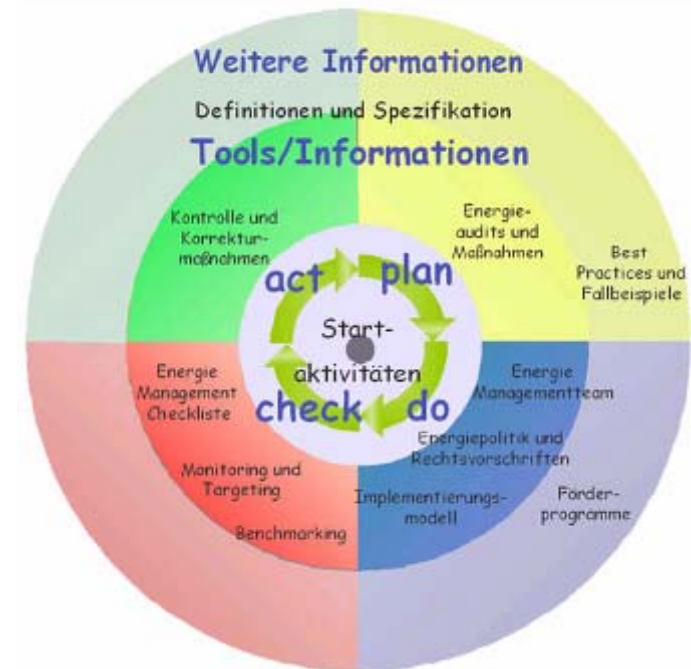 Weitere Informationen
Definitionen und Spezifikation
Tools/Informationen
Kontrolle und
Korrektur-
maßnahmen
Energie-
audits und
Maßnahmen
Best
Practices und
Fallbeispiele
act
plan
Start-
aktivitäten
check
do
Energie
Management
Checkliste
Monitoring und
Targeting
Benchmarking
Energie
Managementteam
Energiepolitik und
Rechtsvorschriften
Implementierungs-
modell
Förder-
programme